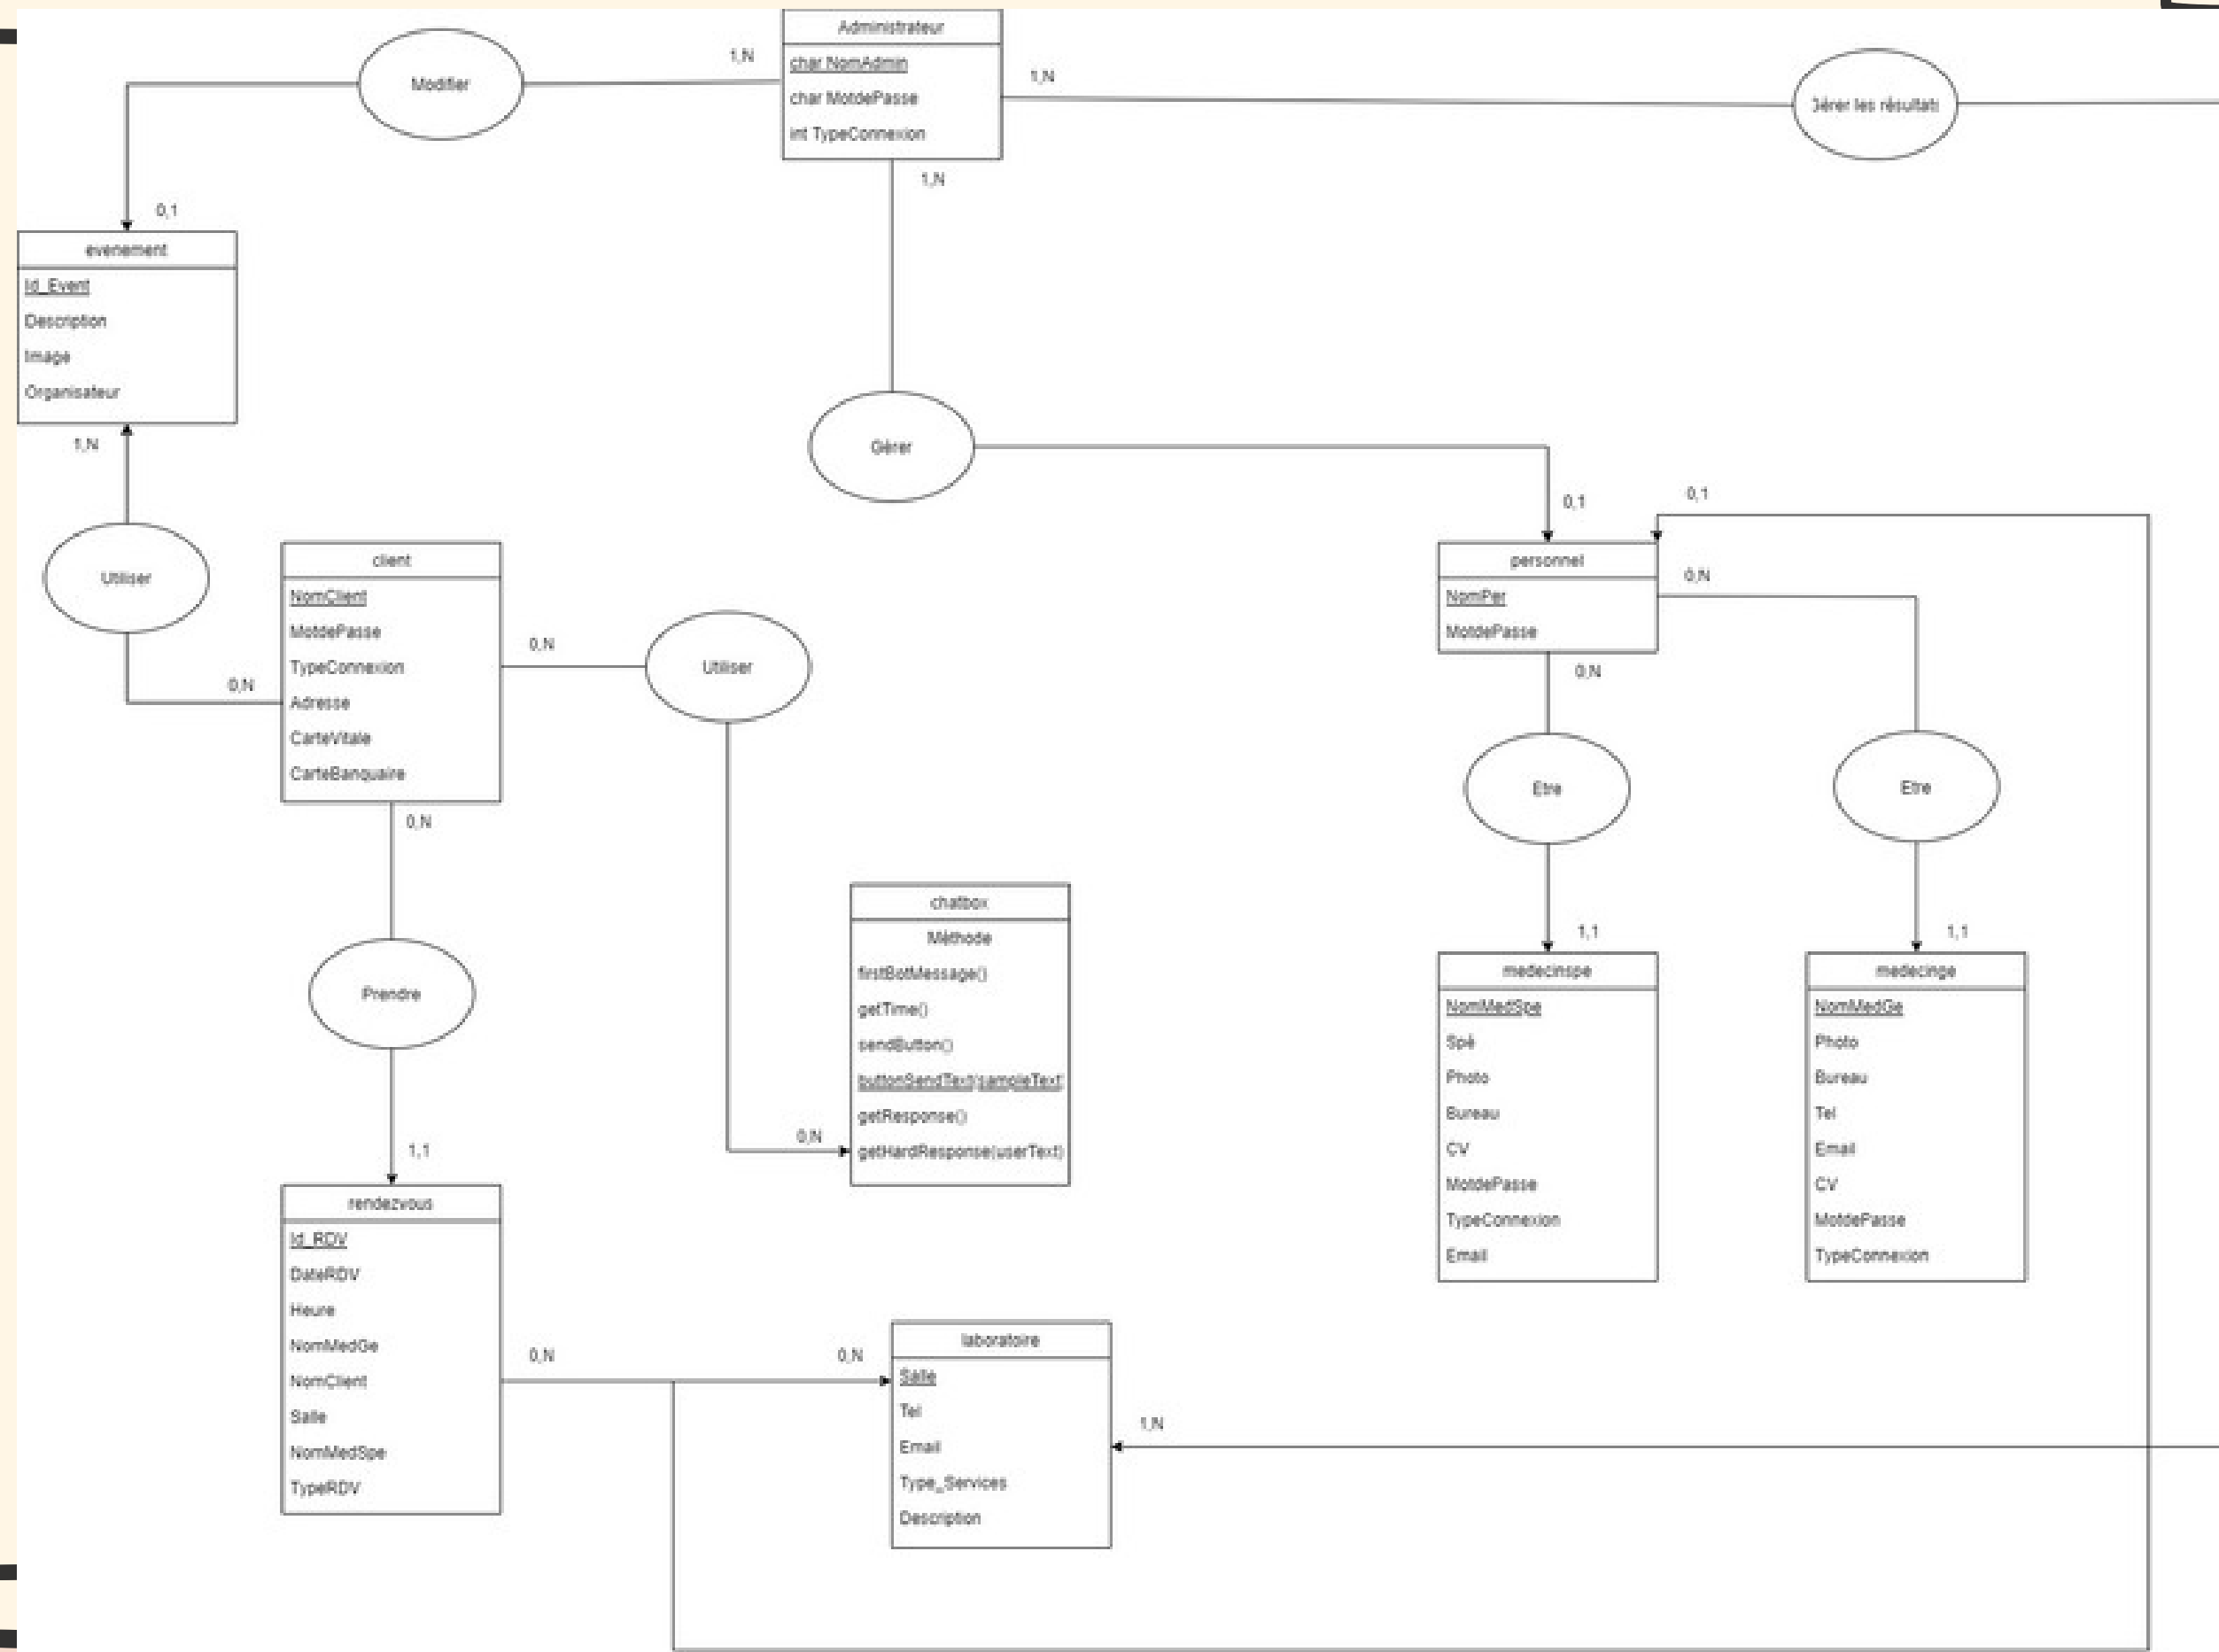 Administrateur
char NomAdmin
char MotdePasse
int TypeConnexion
1,N
1,N
1,N
Modifier
Gérer les résultats
0,1
evenement
Id_Event
Description
Image
Organisateur
1,N
Utiliser
0,N
Gérer
0,1
0,1
client
NomClient
MotdePasse
TypeConnexion
Adresse
CarteVitale
CarteBanquaire
0,N
Utiliser
0,N
personnel
NomPer
MotdePasse
0,N
0,N
Etre
Etre
Prendre
1,1
chatbox
Méthode
firstBotMessage()
getTime()
sendButton()
buttonSendText(sampleText
getResponse()
getHardResponse(userText)
0,N
1,1
1,1
medecinspe
NomMedSpe
Spé
Photo
Bureau
CV
MotdePasse
TypeConnexion
Email
medecinge
NomMedGe
Photo
Bureau
Tel
Email
CV
MotdePasse
TypeConnexion
rendezvous
Id_RDV
DateRDV
Heure
NomMedGe
NomClient
Salle
NomMedSpe
TypeRDV
0,N
0,N
laboratoire
Salle
Tel
Email
Type_Services
Description
1,N